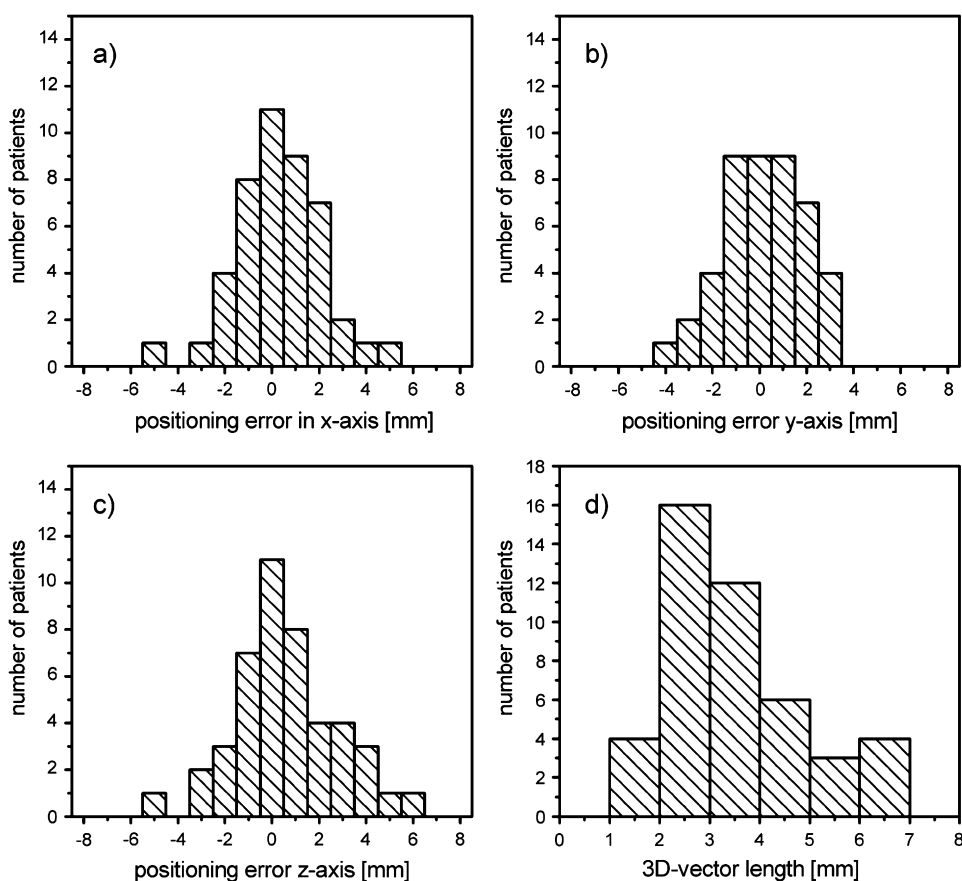 a)
number of patients
14
12
10
8
6
4
2
0
-8 -6 -4 -2 0 2 4 6 8
positioning error in x-axis [mm]
b)
number of patients
14
12
10
8
6
4
2
0
-8 -6 -4 -2 0 2 4 6 8
positioning error y-axis [mm]
c)
number of patients
14
12
10
8
6
4
2
0
-8 -6 -4 -2 0 2 4 6 8
positioning error z-axis [mm]
d)
number of patients
18
16
14
12
10
8
6
4
2
0
0 1 2 3 4 5 6 7 8
3D-vector length [mm]